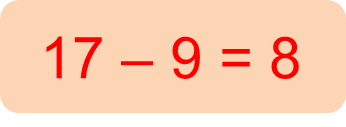 17 – 9 = 8